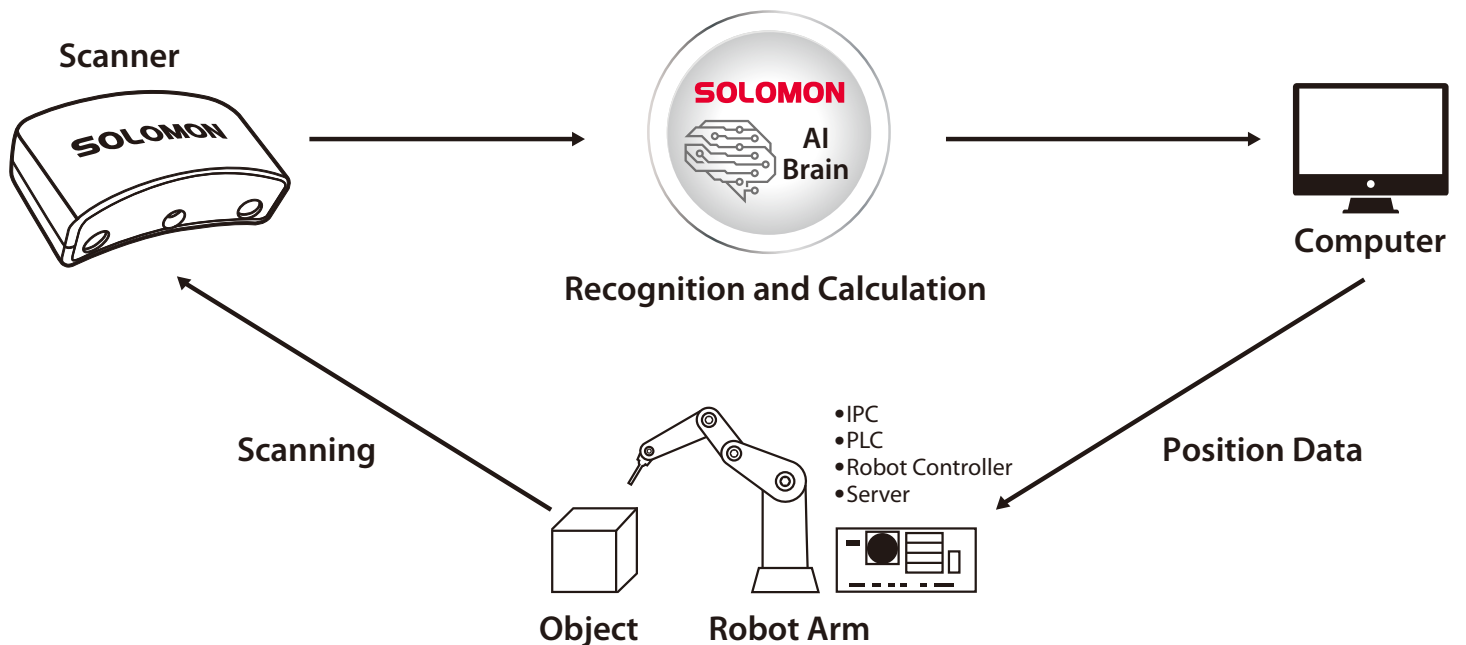 Scanner
SOLOMON
SOLOMON
AI
Brain
Recognition and Calculation
Computer
Scanning
•IPC
•PLC
•Robot Controller
•Server
Position Data
Object
Robot Arm